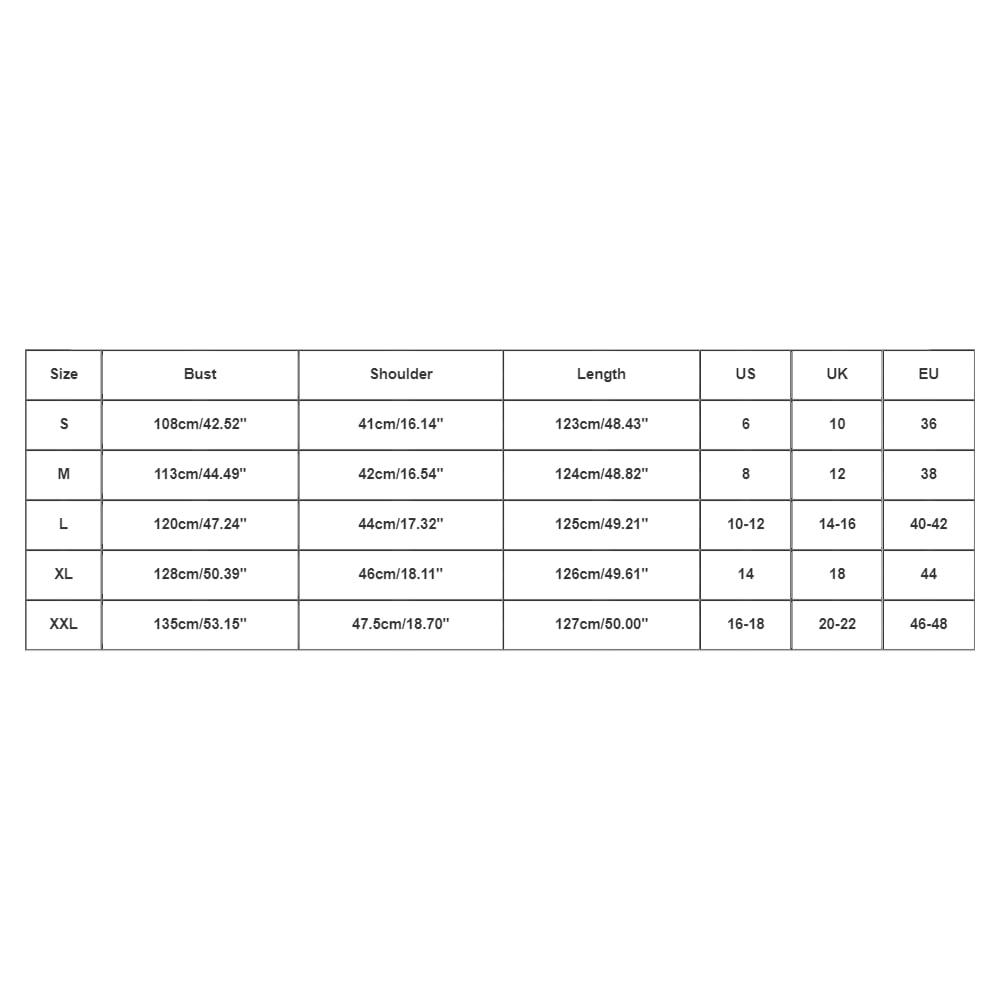 Size Bust Shoulder Length US UK EU
S 108cm/42.52" 41cm/16.14" 123cm/48.43" 6 10 36
M 113cm/44.49" 42cm/16.54" 124cm/48.82" 8 12 38
L 120cm/47.24" 44cm/17.32" 125cm/49.21" 10-12 14-16 40-42
XL 128cm/50.39" 46cm/18.11" 126cm/49.61" 14 18 44
XXL 135cm/53.15" 47.5cm/18.70" 127cm/50.00" 16-18 20-22 46-48